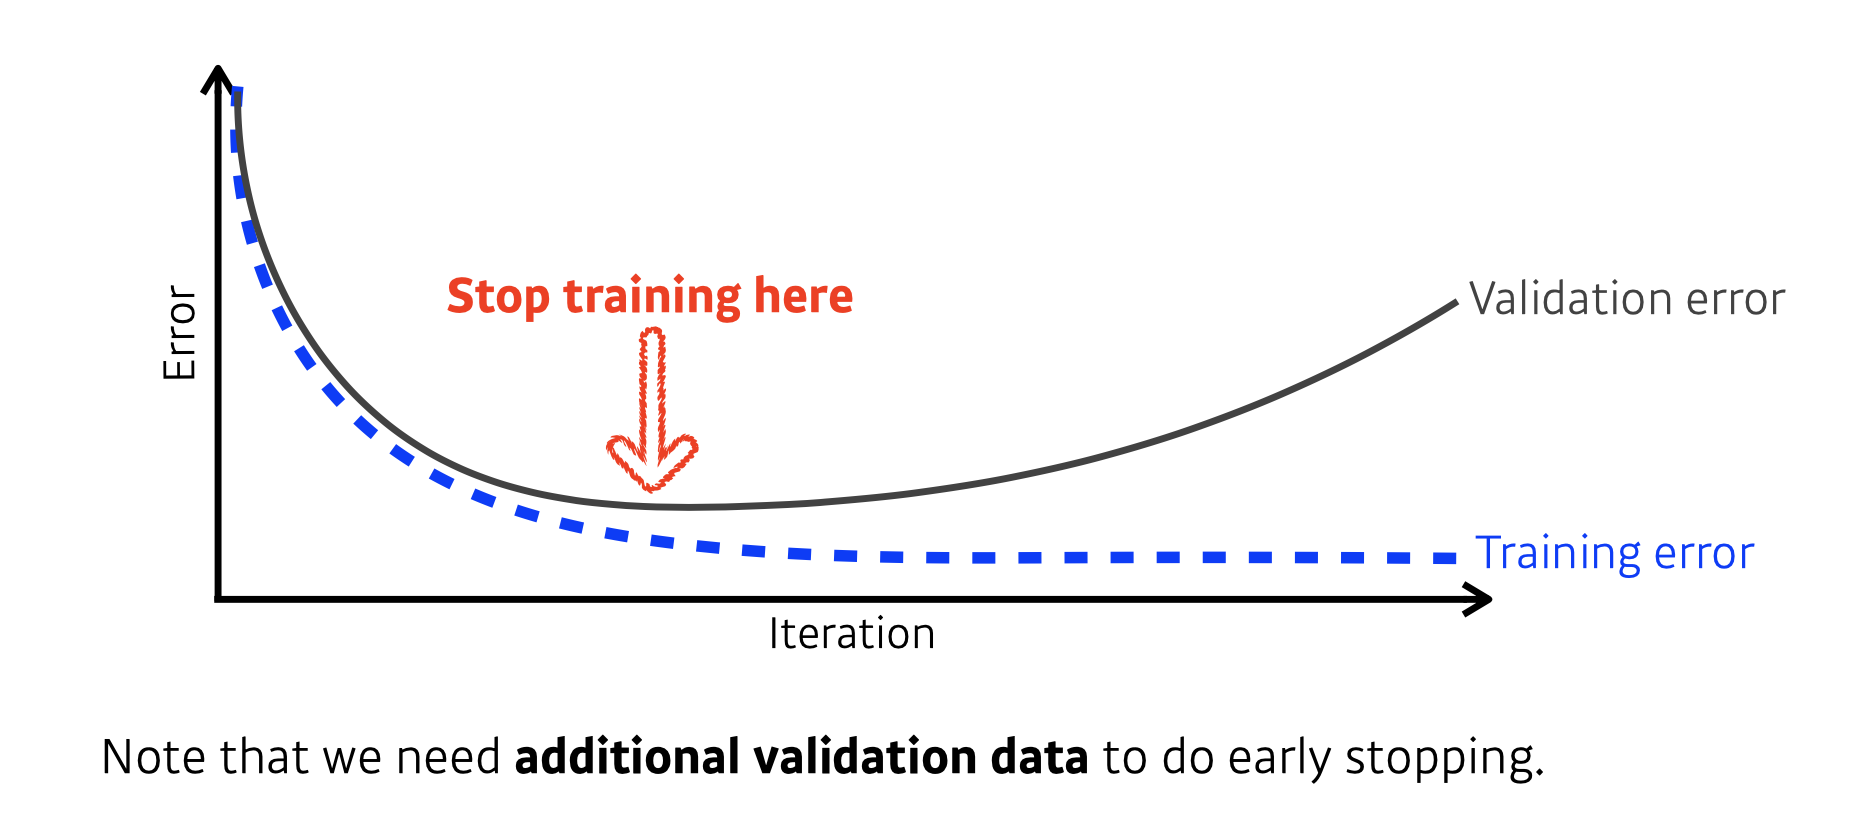 Stop training here
Validation error
Error
Training error
Iteration
Note that we need additional validation data to do early stopping.